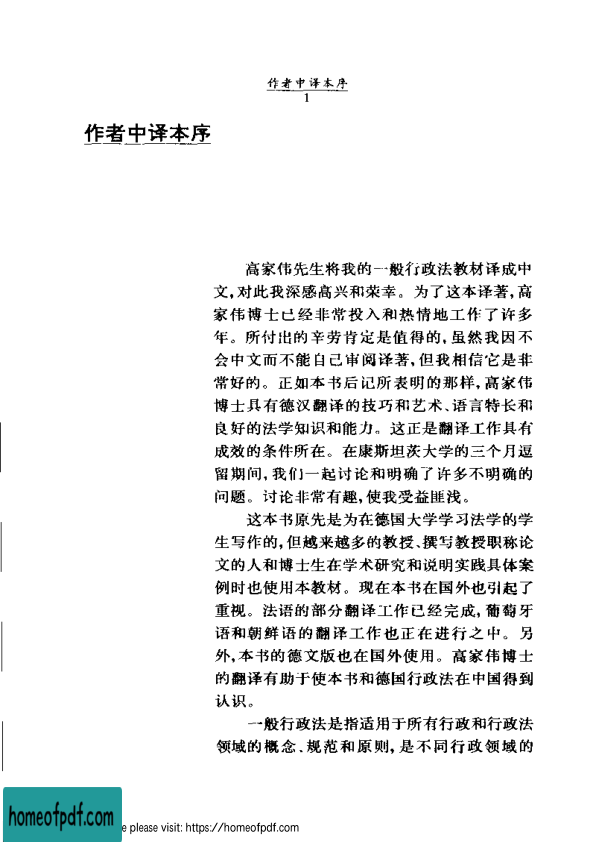 作者中译本序
1
作者中译本序
高家伟先生将我的一般行政法教材译成中
文,对此我深感高兴和荣幸。为了这本译著,高
家伟博士已经非常投入和热情地工作了许多
年。所付出的辛劳肯定是值得的,虽然我因不
会中文而不能自己审阅译著,但我相信它是非
常好的。正如本书后记所表明的那样,高家伟
博士具有德汉翻译的技巧和艺术、语言特长和
良好的法学知识和能力。这正是翻译工作具有
成效的条件所在。在康斯坦茨大学的三个月逗
留期间,我们一起讨论和明确了许多不明确的
问题。讨论非常有趣,使我受益匪浅。
这本书原先是为在德国大学学习法学的学
生写作的,但越来越多的教授、撰写教授职称论
文的人和博士生在学术研究和说明实践具体案
例时也使用本教材。现在本书在国外也引起了
重视。法语的部分翻译工作已经完成,葡萄牙
语和朝鲜语的翻译工作也正在进行之中。另
外,本书的德文版也在国外使用。高家伟博士
的翻译有助于使本书和德国行政法在中国得到
认识。
一般行政法是指适用于所有行政和行政法
领域的概念、规范和原则,是不同行政领域的
homeofpdf.com
e please visit: https://homeofpdf.com